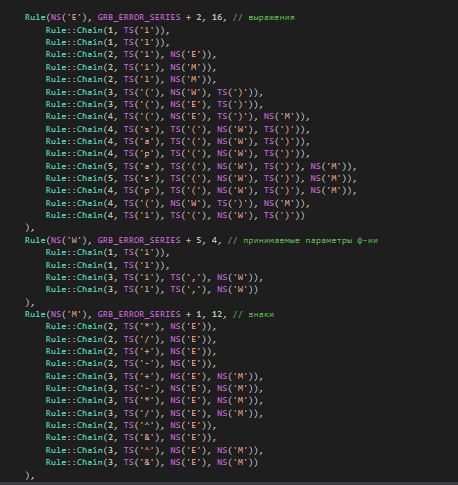 Rule(NS('E'), GRB_ERROR_SERIES + 2, 16, // выражения
Rule::Chain(1, TS('i')),
Rule::Chain(1, TS('l')),
Rule::Chain(2, TS('i'), NS('E')),
Rule::Chain(2, TS('i'), NS('M')),
Rule::Chain(2, TS('l'), NS('M')),
Rule::Chain(3, TS('('), NS('W'), TS(')')),
Rule::Chain(3, TS('('), NS('E'), TS(')')),
Rule::Chain(4, TS('('), NS('E'), TS(')'), NS('M')),
Rule::Chain(4, TS('s'), TS('('), NS('W'), TS(')')),
Rule::Chain(4, TS('a'), TS('('), NS('W'), TS(')')),
Rule::Chain(4, TS('p'), TS('('), NS('W'), TS(')')),
Rule::Chain(5, TS('a'), TS('('), NS('W'), TS(')'), NS('M')),
Rule::Chain(5, TS('s'), TS('('), NS('W'), TS(')'), NS('M')),
Rule::Chain(4, TS('p'), TS('('), NS('W'), TS(')'), NS('M')),
Rule::Chain(4, TS('('), NS('W'), TS(')'), NS('M')),
Rule::Chain(4, TS('i'), TS('('), NS('W'), TS(')'))
),
Rule(NS('W'), GRB_ERROR_SERIES + 5, 4, // принимаемые параметры ф-ии
Rule::Chain(1, TS('i')),
Rule::Chain(1, TS('l')),
Rule::Chain(3, TS('i'), TS(','), NS('W')),
Rule::Chain(3, TS('l'), TS(','), NS('W'))
),
Rule(NS('M'), GRB_ERROR_SERIES + 1, 12, // знаки
Rule::Chain(2, TS('*'), NS('E')),
Rule::Chain(2, TS('/'), NS('E')),
Rule::Chain(2, TS('+'), NS('E')),
Rule::Chain(2, TS('-'), NS('E')),
Rule::Chain(3, TS('+'), NS('E'), NS('M')),
Rule::Chain(3, TS('-'), NS('E'), NS('M')),
Rule::Chain(3, TS('*'), NS('E'), NS('M')),
Rule::Chain(3, TS('/'), NS('E'), NS('M')),
Rule::Chain(2, TS('^'), NS('E')),
Rule::Chain(2, TS('&'), NS('E')),
Rule::Chain(3, TS('^'), NS('E'), NS('M')),
Rule::Chain(3, TS('&'), NS('E'), NS('M'))
),